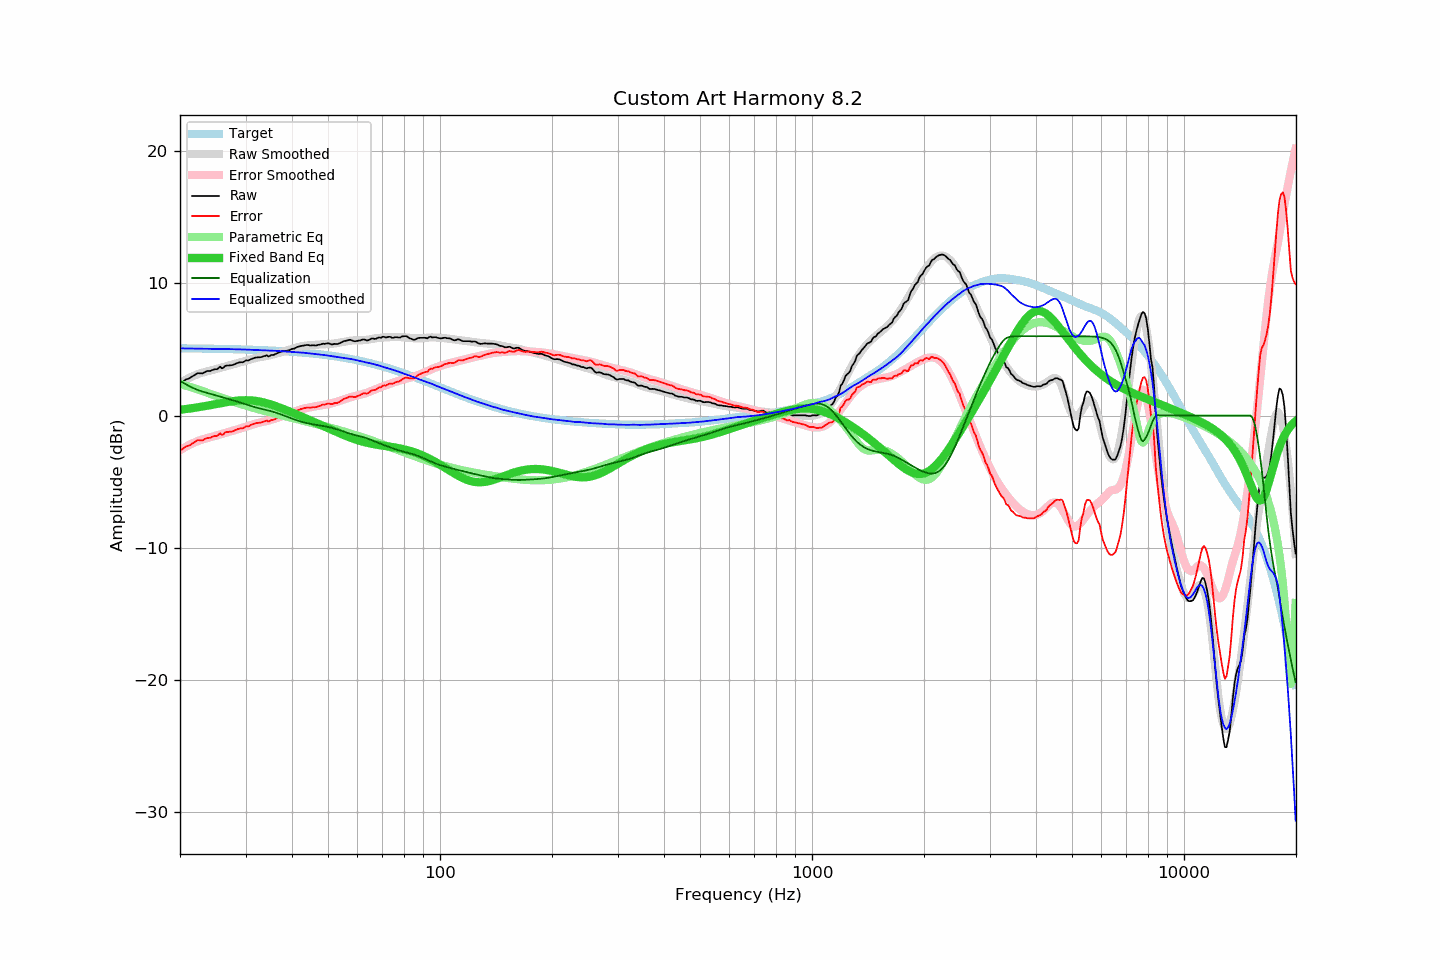 Custom Art Harmony 8.2
Target
Raw Smoothed
Error Smoothed
Raw
Error
Parametric Eq
Fixed Band Eq
Equalization
Equalized smoothed
20
10
0
−10
−20
−30
Amplitude (dBr)
100
1000
10000
Frequency (Hz)